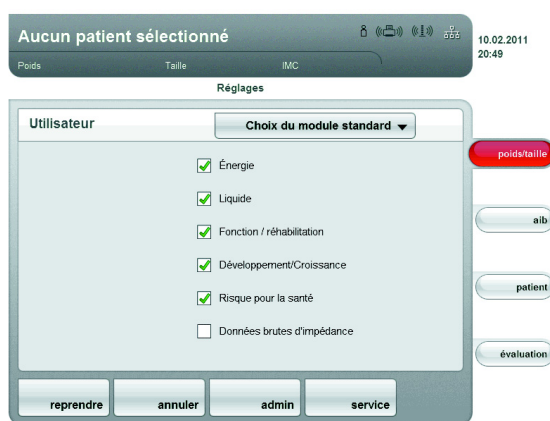 Aucun patient sélectionné
10.02.2011
20:49
Poids Taille IMC
Réglages
Utilisateur
Choix du module standard
Énergie
Liquide
Fonction / réhabilitation
Développement/Croissance
Risque pour la santé
Données brutes d'impédance
poids/taille
aib
patient
évaluation
reprendre annuler admin service